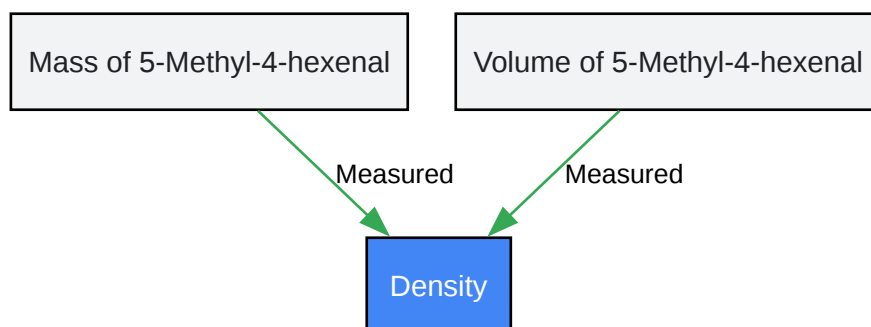 Mass of 5-Methyl-4-hexenal
Volume of 5-Methyl-4-hexenal
Measured
Measured
Density